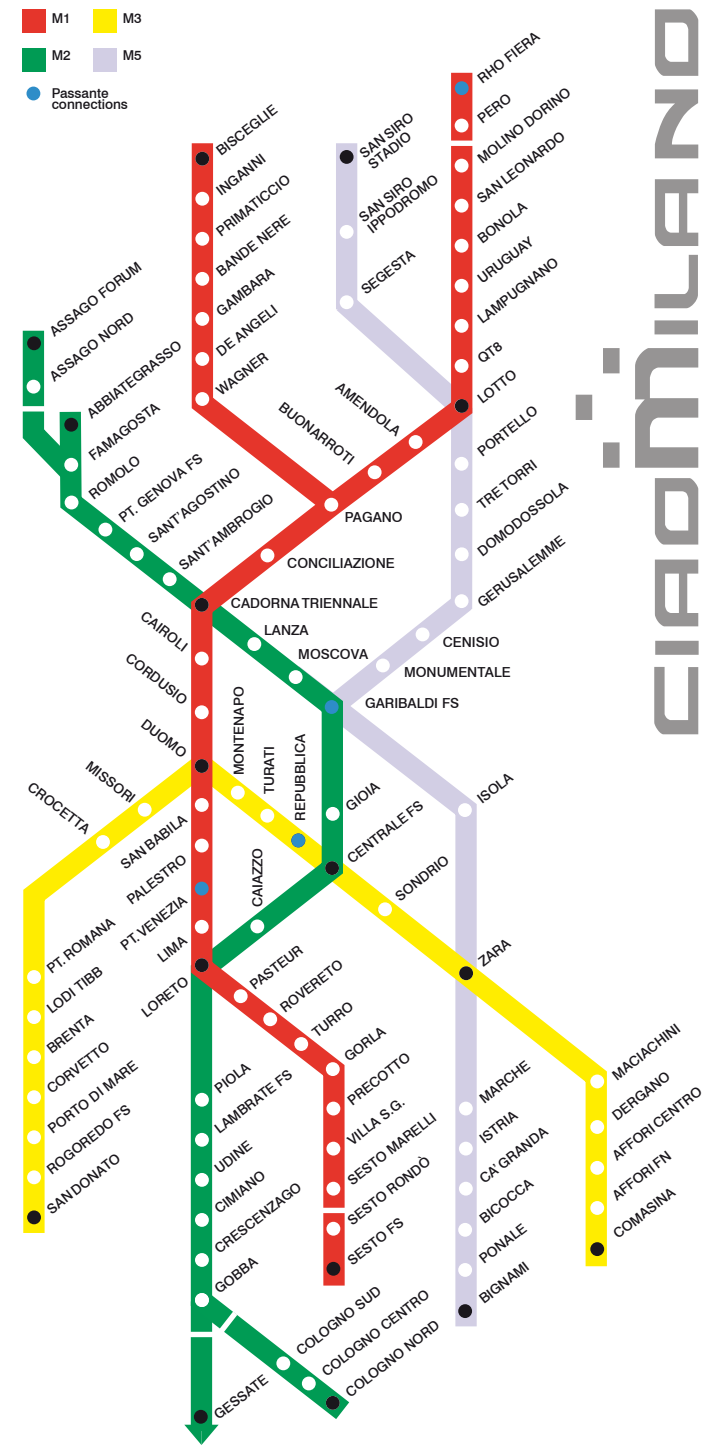 M1
M3
M2
M5
Passante
connections
CIAOMILANO
RHO FIERA
PERO
MOLINO DORINO
SAN LEONARDO
BONOLA
URUGUAY
LAMPUGNANO
QT8
LOTTO
SAN SIRO
STADIO
SAN SIRO
IPPODROMO
SEGESTA
BISCEGLIE
INGANNI
PRIMATICCIO
BANDE NERE
GAMBARA
DE ANGELI
WAGNER
ASSAGO FORUM
ASSAGO NORD
ABBIATEGRASSO
FAMAGOSTA
ROMOLO
PT. GENOVA FS
SANT'AGOSTINO
SANT'AMBROGIO
AMENDOLA
BUONARROTI
PAGANO
CONCILIAZIONE
CADORNA TRIENNALE
PORTELLO
TRE TORRI
DOMODOSSOLA
GERUSALEMME
CENISIO
MONUMENTALE
GARIBALDI FS
LANZA
MOSCOVA
CAIROLI
CORDUSIO
DUOMO
MISSORI
CROCETTA
MONTENAPO
TURATI
REPUBBLICA
GIOIA
CENTRALE FS
CAIAZZO
SAN BABILA
PALESTRO
PT. VENEZIA
LIMA
LORETO
ISOLA
SONDRIO
ZARA
PT. ROMANA
LODI TIBB
BRENTA
CORVETTO
PORTO DI MARE
ROGOREDO FS
SAN DONATO
PASTEUR
ROVERETO
TURRO
GORLA
PRECOTTO
VILLA S.G.
SESTO MARELLI
SESTO RONDÒ
SESTO FS
PIOLA
LAMBRATE FS
UDINE
CIMIANO
CRESCENZAGO
GOBBA
COLOGNO SUD
COLOGNO CENTRO
COLOGNO NORD
GESSATE
MARCHE
ISTRIA
CA' GRANDA
BICOCCA
PONALE
BIGNAMI
MACIACHINI
DERGANO
AFFORI CENTRO
AFFORI FN
COMASINA